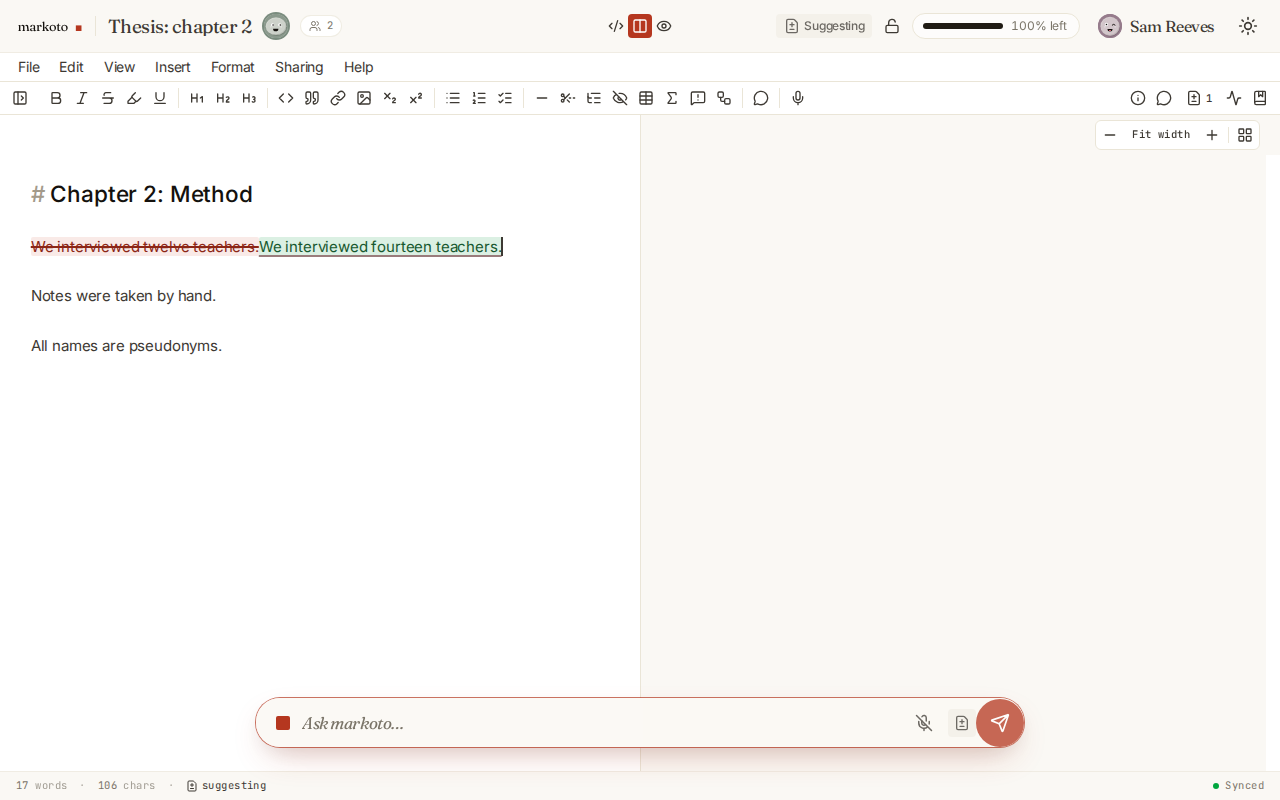 markoto
Thesis: chapter 2
2
Suggesting
100% left
Sam Reeves
File Edit View Insert Format Sharing Help
H1 H2 H3
1
Fit width
# Chapter 2: Method
We interviewed twelve teachers.We interviewed fourteen teachers.
Notes were taken by hand.
All names are pseudonyms.
Ask markoto...
17 words · 106 chars · suggesting
Synced